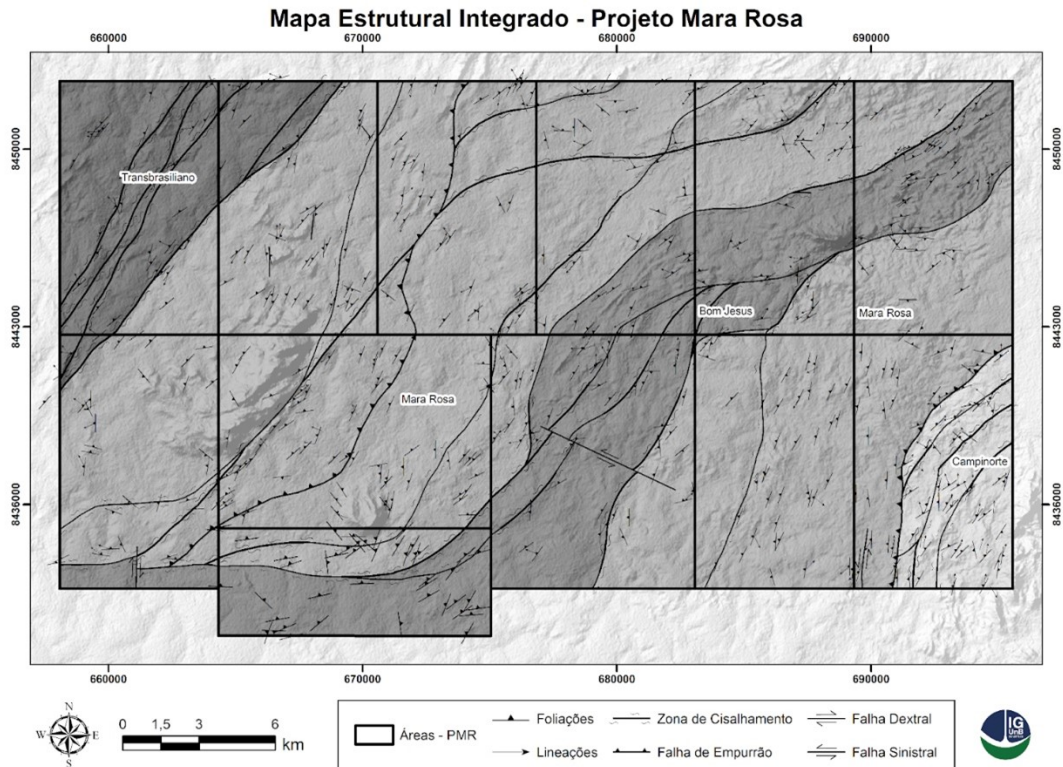 Mapa Estrutural Integrado - Projeto Mara Rosa
660000 670000 680000 690000
8450000 8450000
Transbrasiliano
8443000 8443000
Bom Jesus
Mara Rosa
Mara Rosa
Campinorte
8436000 8436000
660000 670000 680000 690000
N
W E
S
0 1,5 3 6
km
Áreas - PMR
Foliações
Zona de Cisalhamento
Falha Dextral
Lineações
Falha de Empurrão
Falha Sinistral
IG
UnB